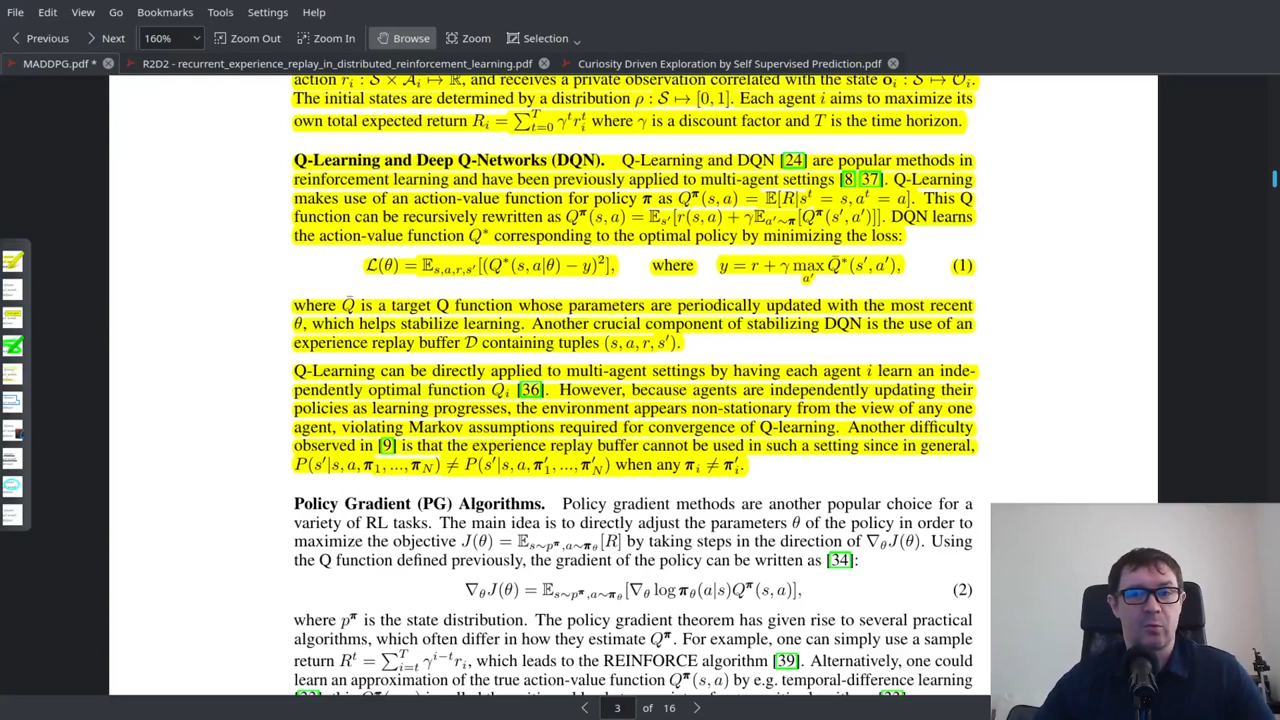 File Edit View Go Bookmarks Tools Settings Help
Previous Next 160% Zoom Out Zoom In Browse Zoom Selection
MADDPG.pdf * R2D2 - recurrent_experience_replay_in_distributed_reinforcement_learning.pdf Curiosity Driven Exploration by Self Supervised Prediction.pdf
action r_i : S × A_i ↦ ℝ, and receives a private observation correlated with the state o_i : S ↦ O_i.
The initial states are determined by a distribution ρ : S ↦ [0, 1]. Each agent i aims to maximize its
own total expected return R_i = ∑_{t=0}^T γ^t r_i^t where γ is a discount factor and T is the time horizon.
Q-Learning and Deep Q-Networks (DQN). Q-Learning and DQN [24] are popular methods in
reinforcement learning and have been previously applied to multi-agent settings [8 37]. Q-Learning
makes use of an action-value function for policy π as Q^π(s, a) = 𝔼[R|s^t = s, a^t = a]. This Q
function can be recursively rewritten as Q^π(s, a) = 𝔼_{s′}[r(s, a) + γ𝔼_{a′∼π}[Q^π(s′, a′)]]. DQN learns
the action-value function Q* corresponding to the optimal policy by minimizing the loss:
L(θ) = 𝔼_{s,a,r,s′}[(Q*(s, a|θ) − y)²], where y = r + γ max_{a′} Q̄*(s′, a′), (1)
where Q̄ is a target Q function whose parameters are periodically updated with the most recent
θ, which helps stabilize learning. Another crucial component of stabilizing DQN is the use of an
experience replay buffer D containing tuples (s, a, r, s′).
Q-Learning can be directly applied to multi-agent settings by having each agent i learn an inde-
pendently optimal function Q_i [36]. However, because agents are independently updating their
policies as learning progresses, the environment appears non-stationary from the view of any one
agent, violating Markov assumptions required for convergence of Q-learning. Another difficulty
observed in [9] is that the experience replay buffer cannot be used in such a setting since in general,
P(s′|s, a, π_1, ..., π_N) ≠ P(s′|s, a, π′_1, ..., π′_N) when any π_i ≠ π′_i.
Policy Gradient (PG) Algorithms. Policy gradient methods are another popular choice for a
variety of RL tasks. The main idea is to directly adjust the parameters θ of the policy in order to
maximize the objective J(θ) = 𝔼_{s∼p^π, a∼π_θ}[R] by taking steps in the direction of ∇_θ J(θ). Using
the Q function defined previously, the gradient of the policy can be written as [34]:
∇_θ J(θ) = 𝔼_{s∼p^π, a∼π_θ}[∇_θ log π_θ(a|s)Q^π(s, a)], (2)
where p^π is the state distribution. The policy gradient theorem has given rise to several practical
algorithms, which often differ in how they estimate Q^π. For example, one can simply use a sample
return R^t = ∑_{i=t}^T γ^{i−t} r_i, which leads to the REINFORCE algorithm [39]. Alternatively, one could
learn an approximation of the true action-value function Q^π(s, a) by e.g. temporal-difference learning
3 of 16